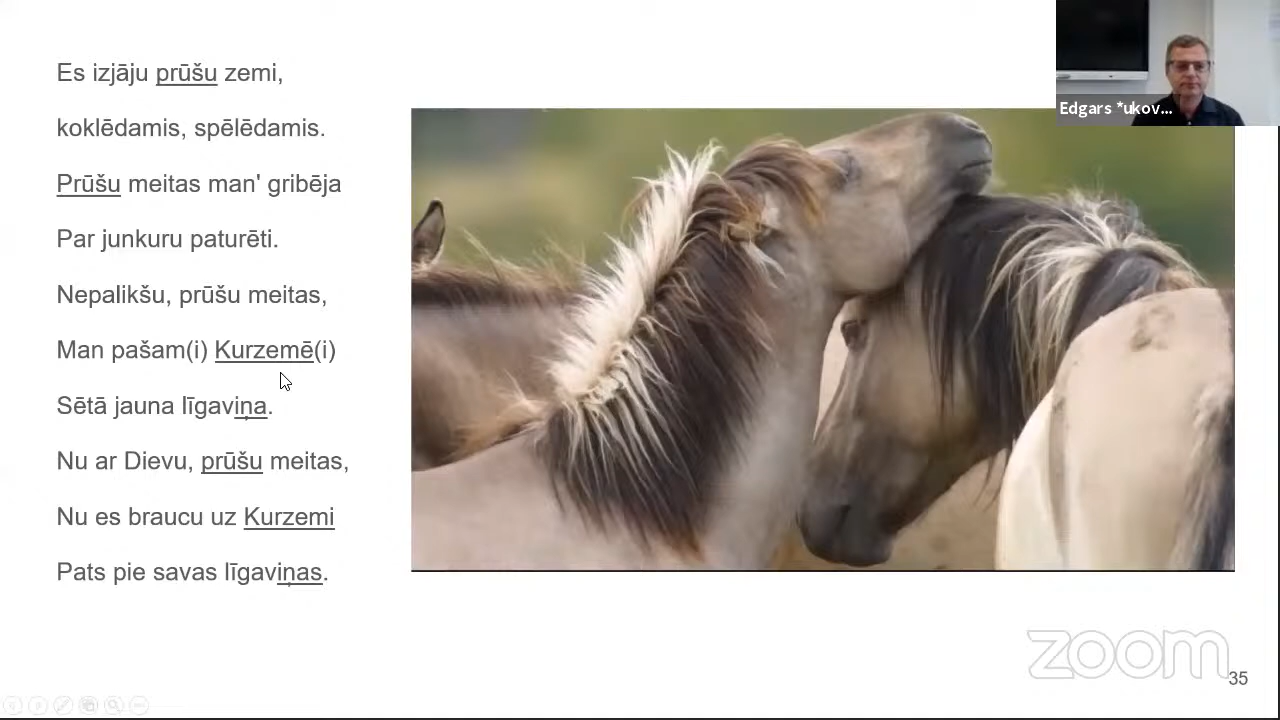 Es izjāju prūšu zemi,
koklēdamis, spēlēdamis.
Prūšu meitas man' gribēja
Par junkuru paturēti.
Nepalikšu, prūšu meitas,
Man pašam(i) Kurzemē(i)
Sētā jauna līgaviņa.
Nu ar Dievu, prūšu meitas,
Nu es braucu uz Kurzemi
Pats pie savas līgaviņas.
Edgars *ukov...
zoom
35